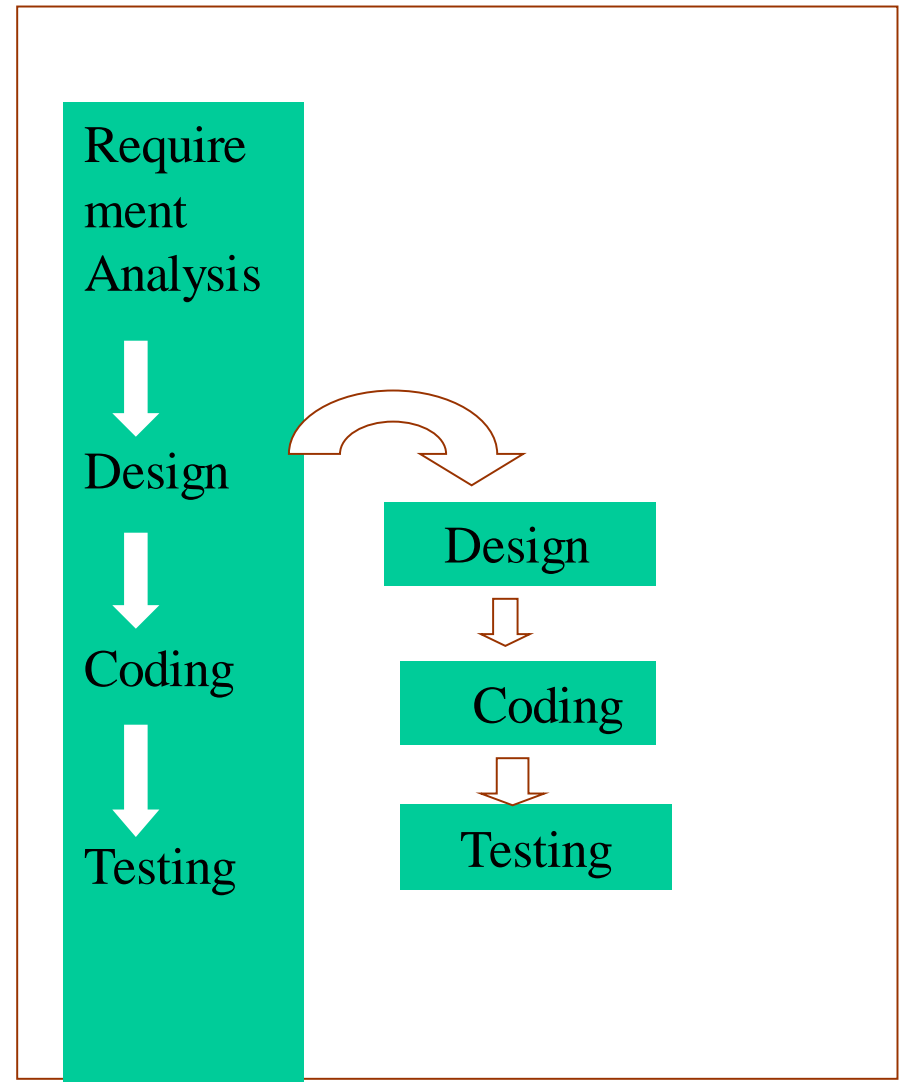 Require
ment
Analysis
Design
Coding
Testing
Design
Coding
Testing